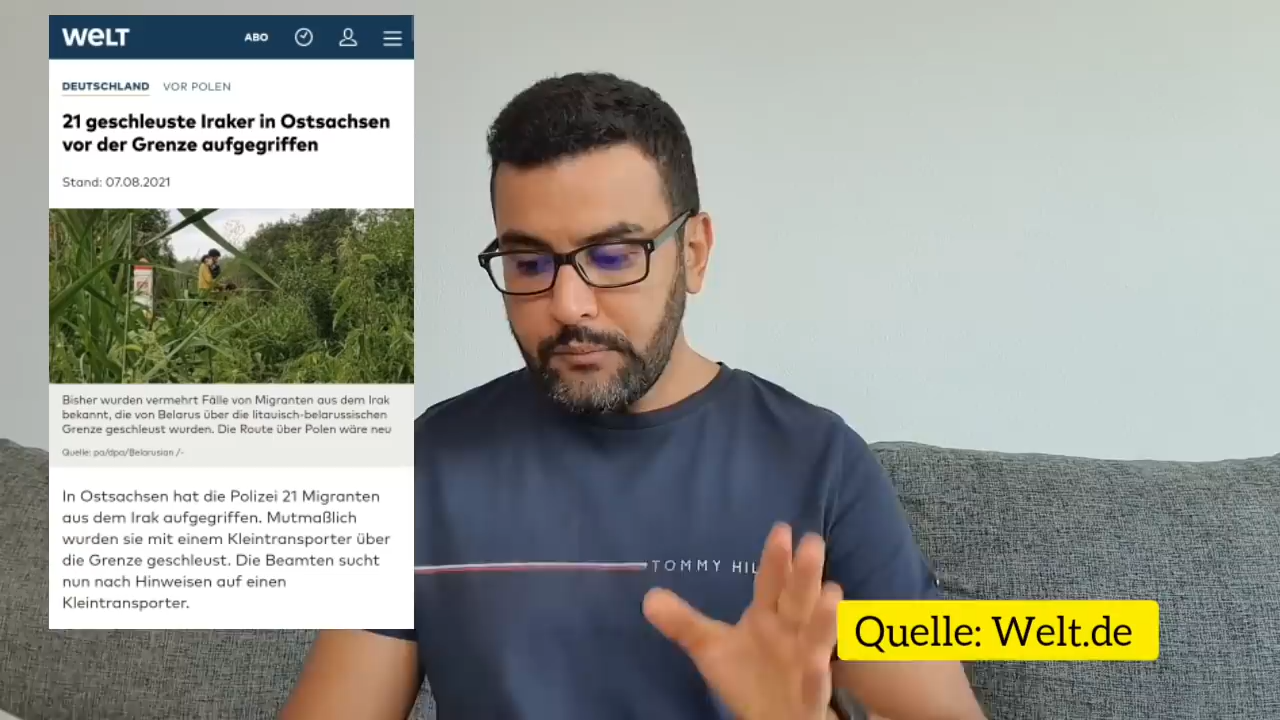 WELT
ABO
DEUTSCHLAND VOR POLEN
21 geschleuste Iraker in Ostsachsen
vor der Grenze aufgegriffen
Stand: 07.08.2021
Bisher wurden vermehrt Fälle von Migranten aus dem Irak
bekannt, die von Belarus über die litauisch-belarussischen
Grenze geschleust wurden. Die Route über Polen wäre neu
Quelle: pa/dpa/Belarusian /-
In Ostsachsen hat die Polizei 21 Migranten
aus dem Irak aufgegriffen. Mutmaßlich
wurden sie mit einem Kleintransporter über
die Grenze geschleust. Die Beamten sucht
nun nach Hinweisen auf einen
Kleintransporter.
TOMMY HIL
Quelle: Welt.de